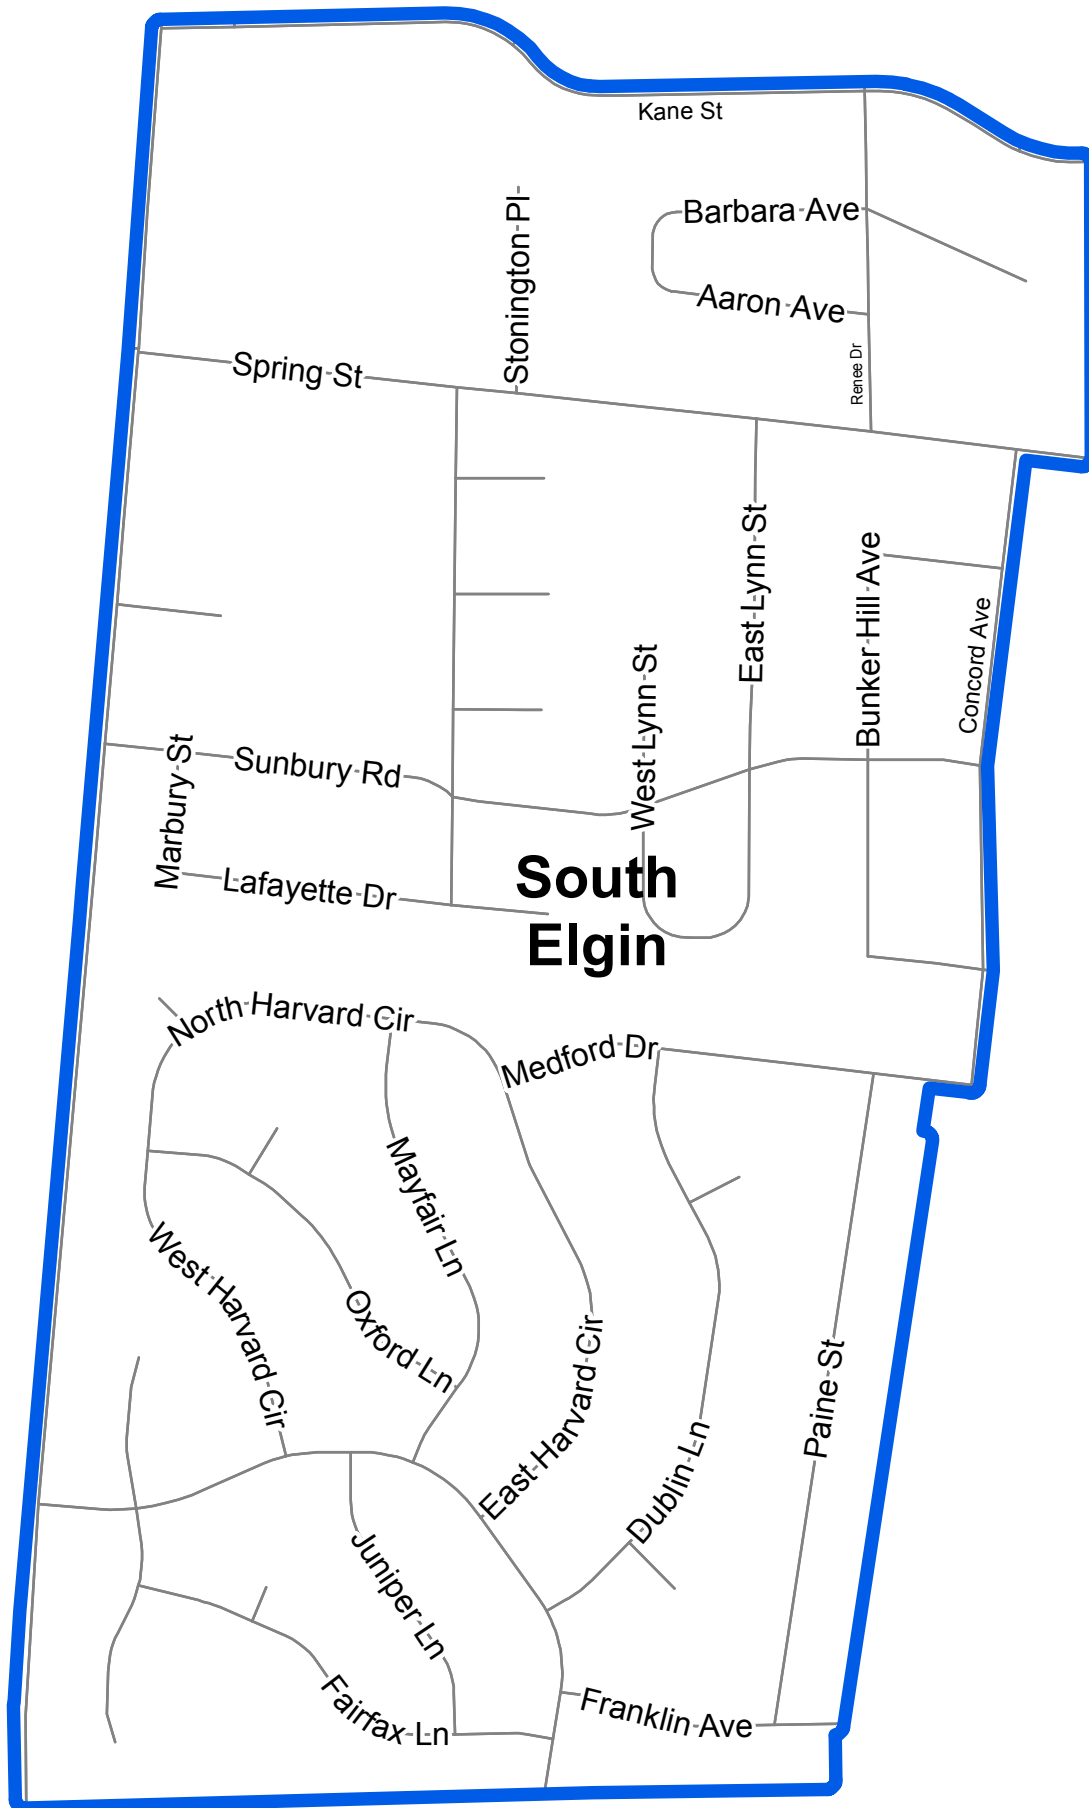 Kane St
Barbara Ave
Stonington Pl
Aaron Ave
Renee Dr
Spring St
East Lynn St
Bunker Hill Ave
Concord Ave
West Lynn St
Marbury St
Sunbury Rd
Lafayette Dr
South
Elgin
North Harvard Cir
Medford Dr
Mayfair Ln
West Harvard Cir
Oxford Ln
East Harvard Cir
Paine St
Dublin Ln
Juniper Ln
Fairfax Ln
Franklin Ave